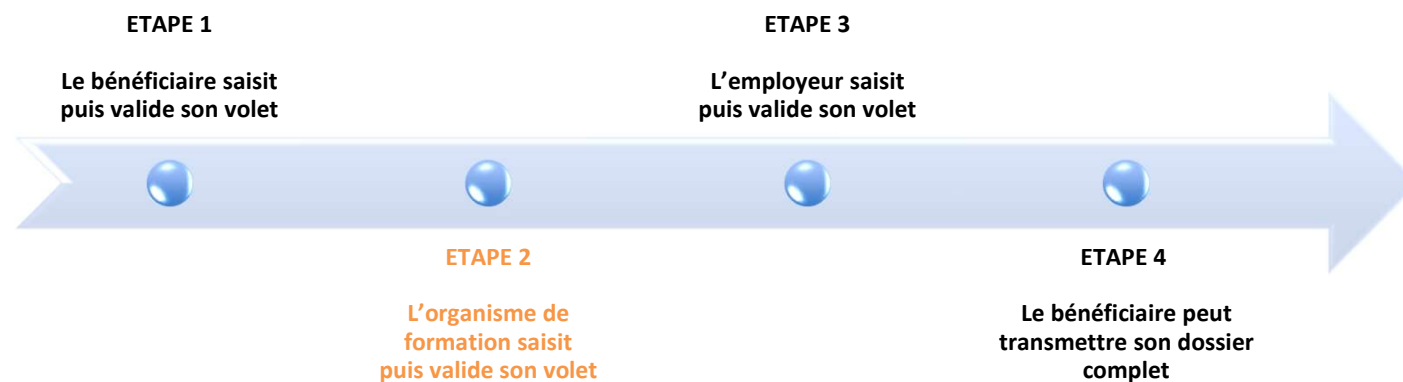 ETAPE 1
Le bénéficiaire saisit
puis valide son volet
ETAPE 2
L’organisme de
formation saisit
puis valide son volet
ETAPE 3
L’employeur saisit
puis valide son volet
ETAPE 4
Le bénéficiaire peut
transmettre son dossier
complet